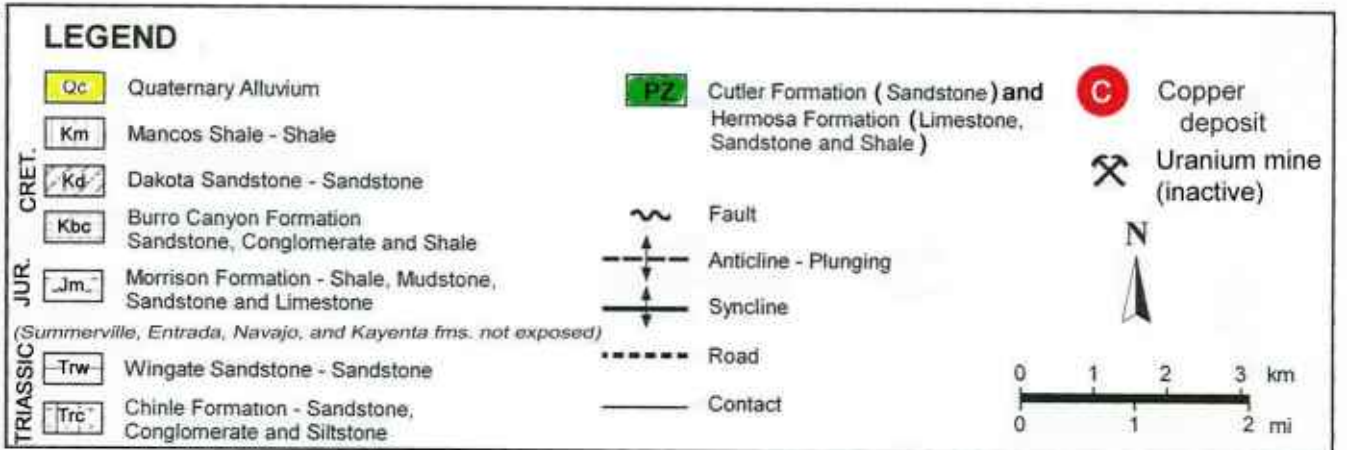 LEGEND
CRET.
Qc Quaternary Alluvium
Km Mancos Shale - Shale
Kd Dakota Sandstone - Sandstone
Kbc Burro Canyon Formation
Sandstone, Conglomerate and Shale
JUR.
Jm Morrison Formation - Shale, Mudstone,
Sandstone and Limestone
(Summerville, Entrada, Navajo, and Kayenta fms. not exposed)
TRIASSIC
Trw Wingate Sandstone - Sandstone
Trc Chinle Formation - Sandstone,
Conglomerate and Siltstone
PZ Cutler Formation (Sandstone) and
Hermosa Formation (Limestone,
Sandstone and Shale)
Fault
Anticline - Plunging
Syncline
Road
Contact
C Copper
deposit
Uranium mine
(inactive)
N
0 1 2 3 km
0 1 2 mi